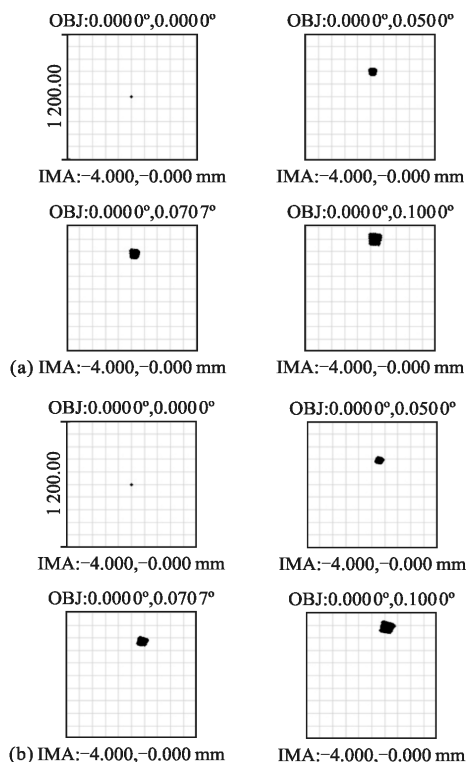 OBJ:0.0000º,0.0000º OBJ:0.0000º,0.0500º
1200.00
IMA:−4.000,−0.000 mm IMA:−4.000,−0.000 mm
OBJ:0.0000º,0.0707º OBJ:0.0000º,0.1000º
(a) IMA:−4.000,−0.000 mm IMA:−4.000,−0.000 mm
OBJ:0.0000º,0.0000º OBJ:0.0000º,0.0500º
1200.00
IMA:−4.000,−0.000 mm IMA:−4.000,−0.000 mm
OBJ:0.0000º,0.0707º OBJ:0.0000º,0.1000º
(b) IMA:−4.000,−0.000 mm IMA:−4.000,−0.000 mm